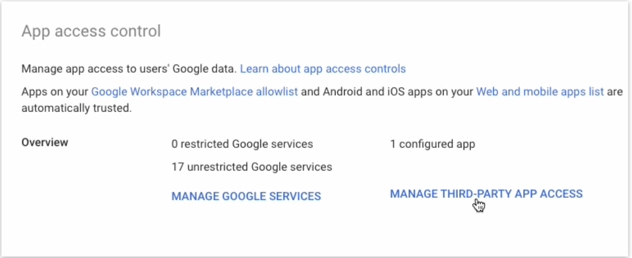 App access control
Manage app access to users' Google data. Learn about app access controls
Apps on your Google Workspace Marketplace allowlist and Android and iOS apps on your Web and mobile apps list are
automatically trusted.
Overview
0 restricted Google services
1 configured app
17 unrestricted Google services
MANAGE GOOGLE SERVICES
MANAGE THIRD-PARTY APP ACCESS